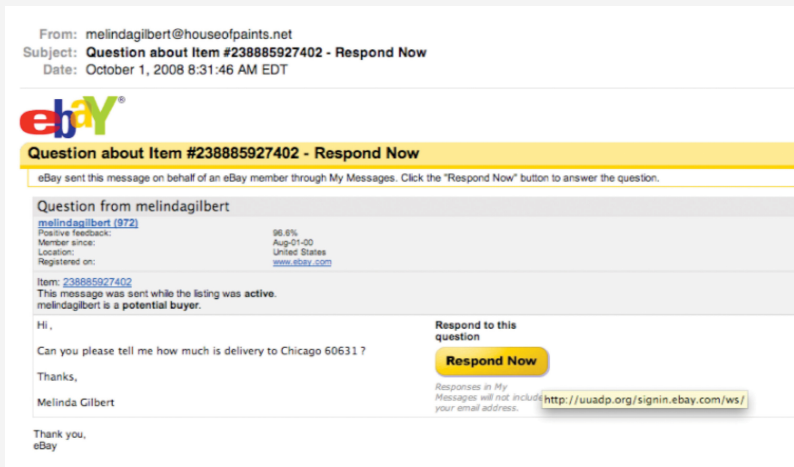 From: melindagilbert@houseofpaints.net
Subject: Question about Item #238885927402 - Respond Now
Date: October 1, 2008 8:31:46 AM EDT
ebaY®
Question about Item #238885927402 - Respond Now
eBay sent this message on behalf of an eBay member through My Messages. Click the "Respond Now" button to answer the question.
Question from melindagilbert
melindagilbert (972)
Positive feedback: 96.6%
Member since: Aug-01-00
Location: United States
Registered on: www.ebay.com
Item: 238885927402
This message was sent while the listing was active.
melindagilbert is a potential buyer.
Hi ,
Can you please tell me how much is delivery to Chicago 60631 ?
Thanks,
Melinda Gilbert
Respond to this
question
Respond Now
Responses in My
Messages will not include
your email address.
http://uuadp.org/signin.ebay.com/ws/
Thank you,
eBay